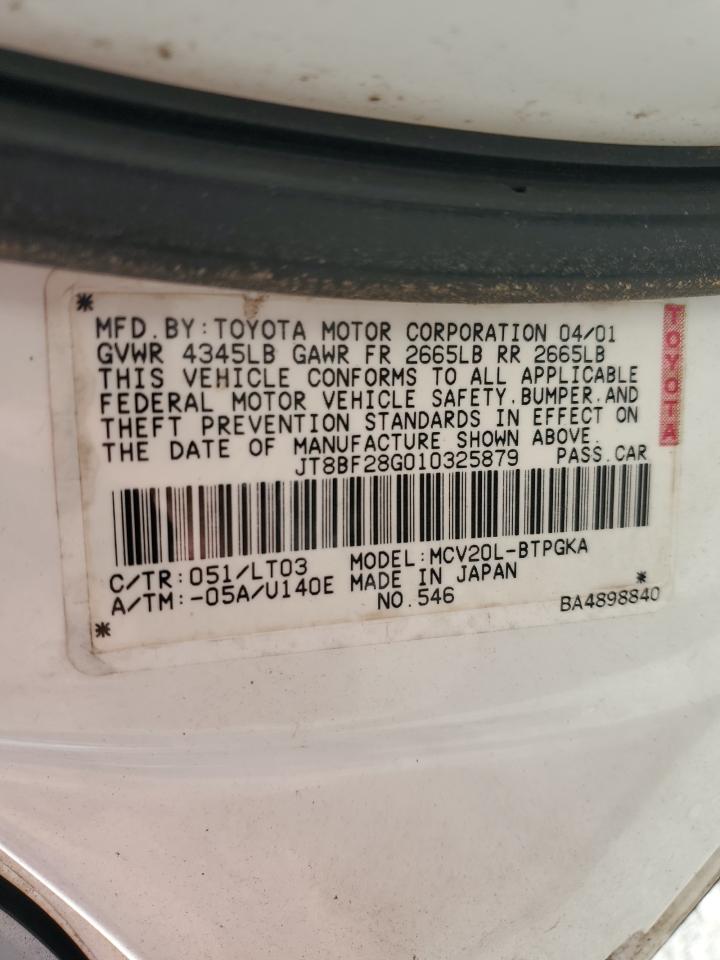 MFD. BY: TOYOTA MOTOR CORPORATION 04/01
GVWR 4345LB GAWR FR 2665LB RR 2665LB
THIS VEHICLE CONFORMS TO ALL APPLICABLE
FEDERAL MOTOR VEHICLE SAFETY, BUMPER, AND
THEFT PREVENTION STANDARDS IN EFFECT ON
THE DATE OF MANUFACTURE SHOWN ABOVE.
JT8BF28G010325879 PASS. CAR
C/TR: 051/LT03 MODEL: MCV20L-BTPGKA
A/TM: -05A/U140E MADE IN JAPAN
NO. 546 BA4898840
TOYOTA